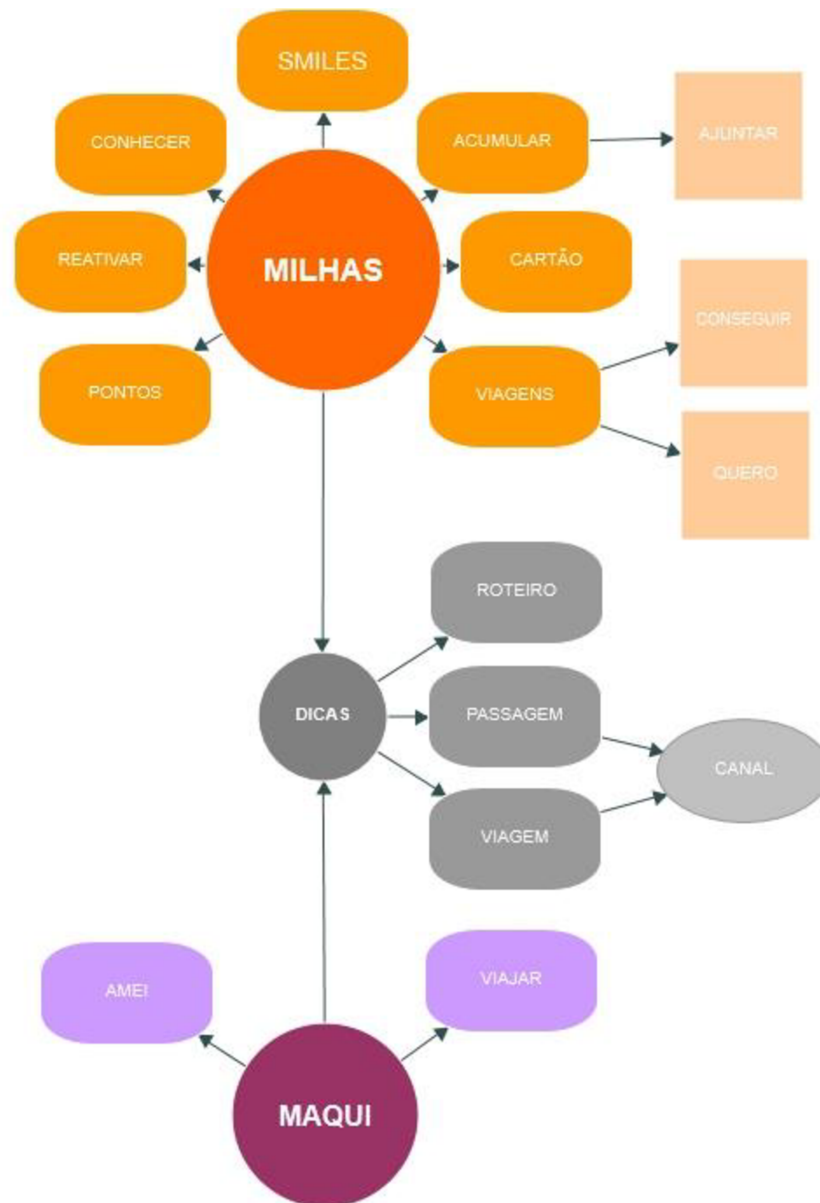 SMILES
CONHECER
ACUMULAR
AJUNTAR
REATIVAR
MILHAS
CARTÃO
CONSEGUIR
PONTOS
VIAGENS
QUERO
ROTEIRO
DICAS
PASSAGEM
CANAL
VIAGEM
AMEI
VIAJAR
MAQUI